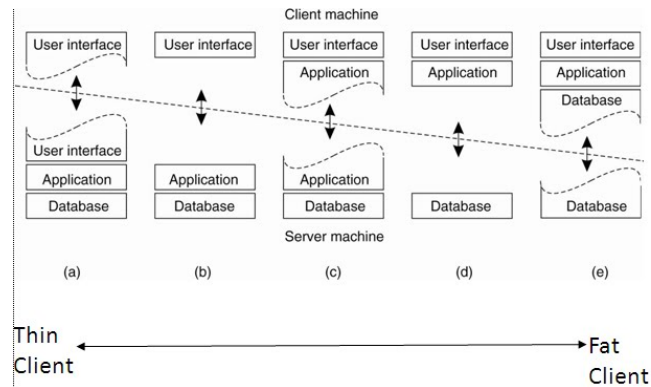 Client machine
User interface User interface User interface User interface User interface
Application Application Application
Database
User interface
Application Application Application
Database Database Database Database Database
Server machine
(a) (b) (c) (d) (e)
Thin Client
Fat Client